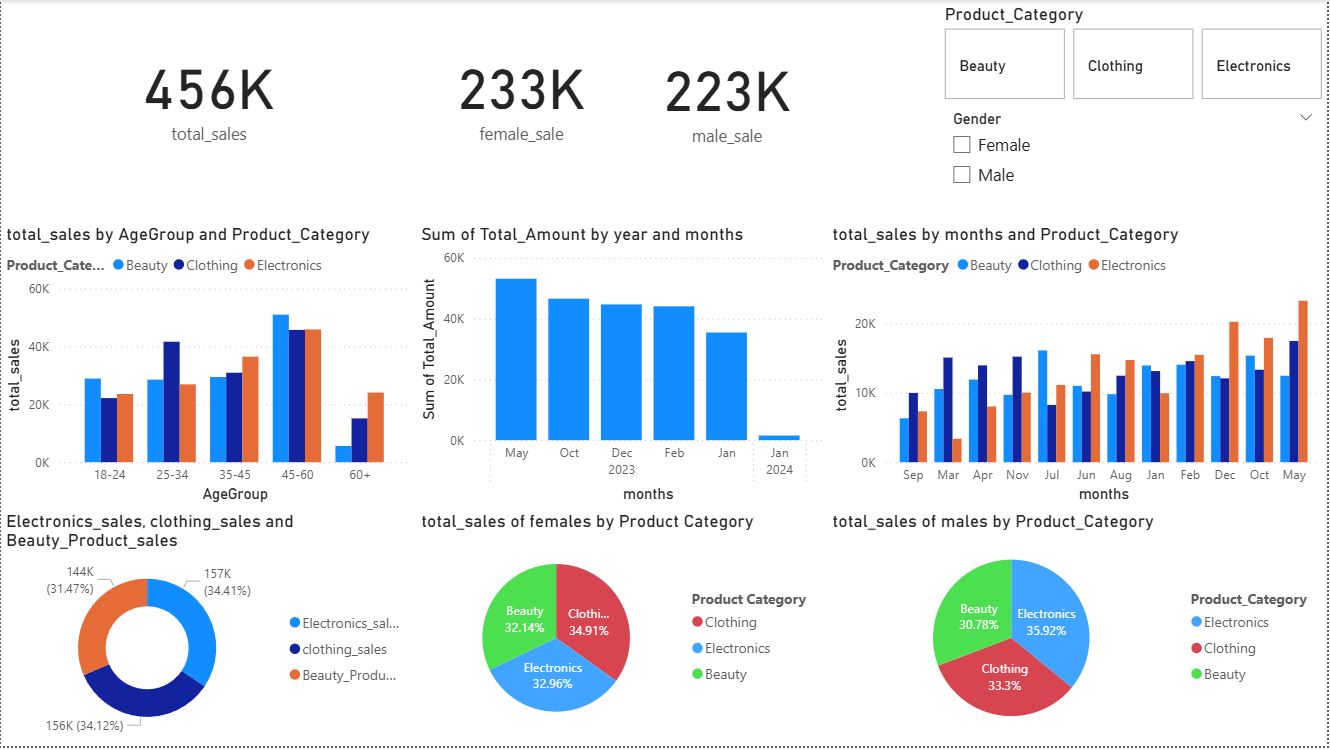 Product_Category
Beauty
Clothing
Electronics
456K
total_sales
233K
female_sale
223K
male_sale
Gender
Female
Male
total_sales by AgeGroup and Product_Category
Product_Cate... Beauty Clothing Electronics
60K
40K
20K
0K
total_sales
18-24 25-34 35-45 45-60 60+
AgeGroup
Sum of Total_Amount by year and months
60K
40K
20K
0K
Sum of Total_Amount
May Oct Dec Feb Jan Jan
2023 2024
months
total_sales by months and Product_Category
Product_Category Beauty Clothing Electronics
20K
10K
0K
total_sales
Sep Mar Apr Nov Jul Jun Aug Jan Feb Dec Oct May
months
Electronics_sales, clothing_sales and
Beauty_Product_sales
144K
(31.47%)
157K
(34.41%)
156K (34.12%)
Electronics_sal...
clothing_sales
Beauty_Produ...
total_sales of females by Product Category
Beauty
32.14%
Clothi...
34.91%
Electronics
32.96%
Product Category
Clothing
Electronics
Beauty
total_sales of males by Product_Category
Beauty
30.78%
Electronics
35.92%
Clothing
33.3%
Product_Category
Electronics
Clothing
Beauty